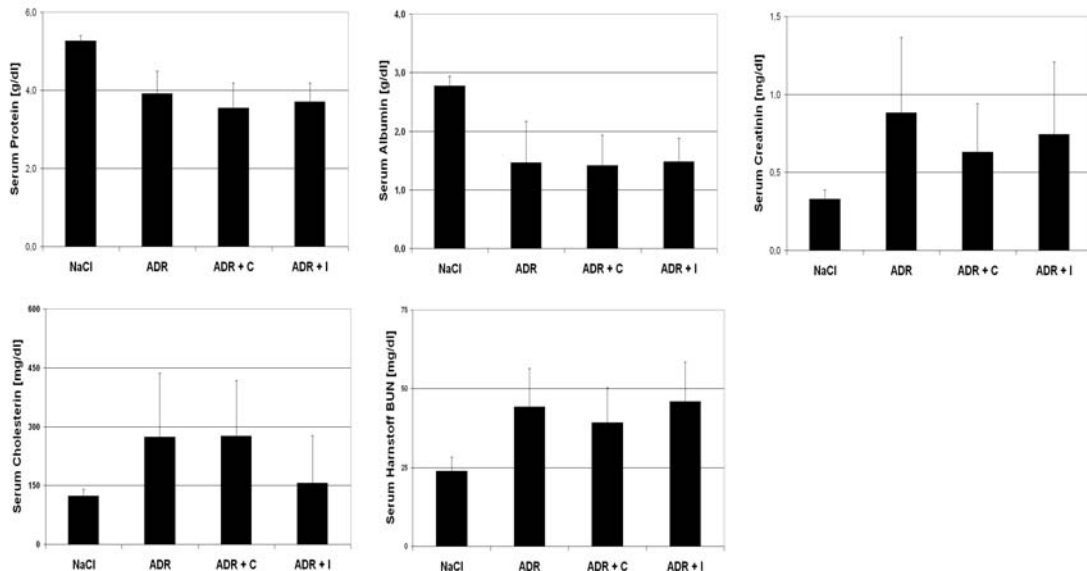 Serum Protein [g/dl]
6,0
4,0
2,0
0,0
NaCl ADR ADR + C ADR + I
Serum Albumin [g/dl]
4,0
3,0
2,0
1,0
0,0
NaCl ADR ADR + C ADR + I
Serum Creatinin [mg/dl]
1,5
1,0
0,5
0,0
NaCl ADR ADR + C ADR + I
Serum Cholesterin [mg/dl]
600
450
300
150
0
NaCl ADR ADR + C ADR + I
Serum Harnstoff BUN [mg/dl]
75
50
25
0
NaCl ADR ADR + C ADR + I